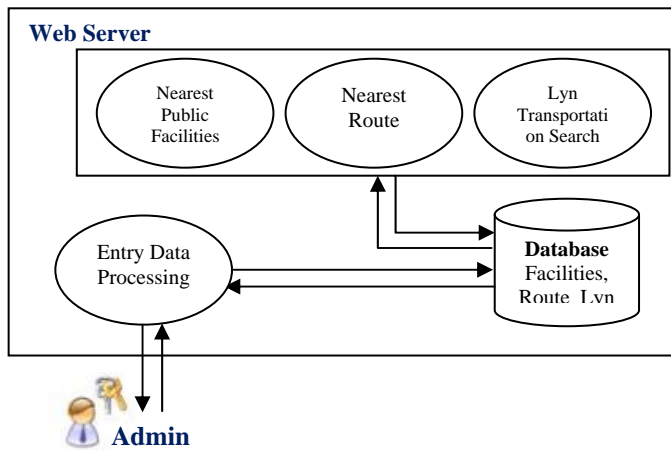 Web Server
Nearest
Public
Facilities
Nearest
Route
Lyn
Transportati
on Search
Entry Data
Processing
Database
Facilities,
Route Lyn
Admin